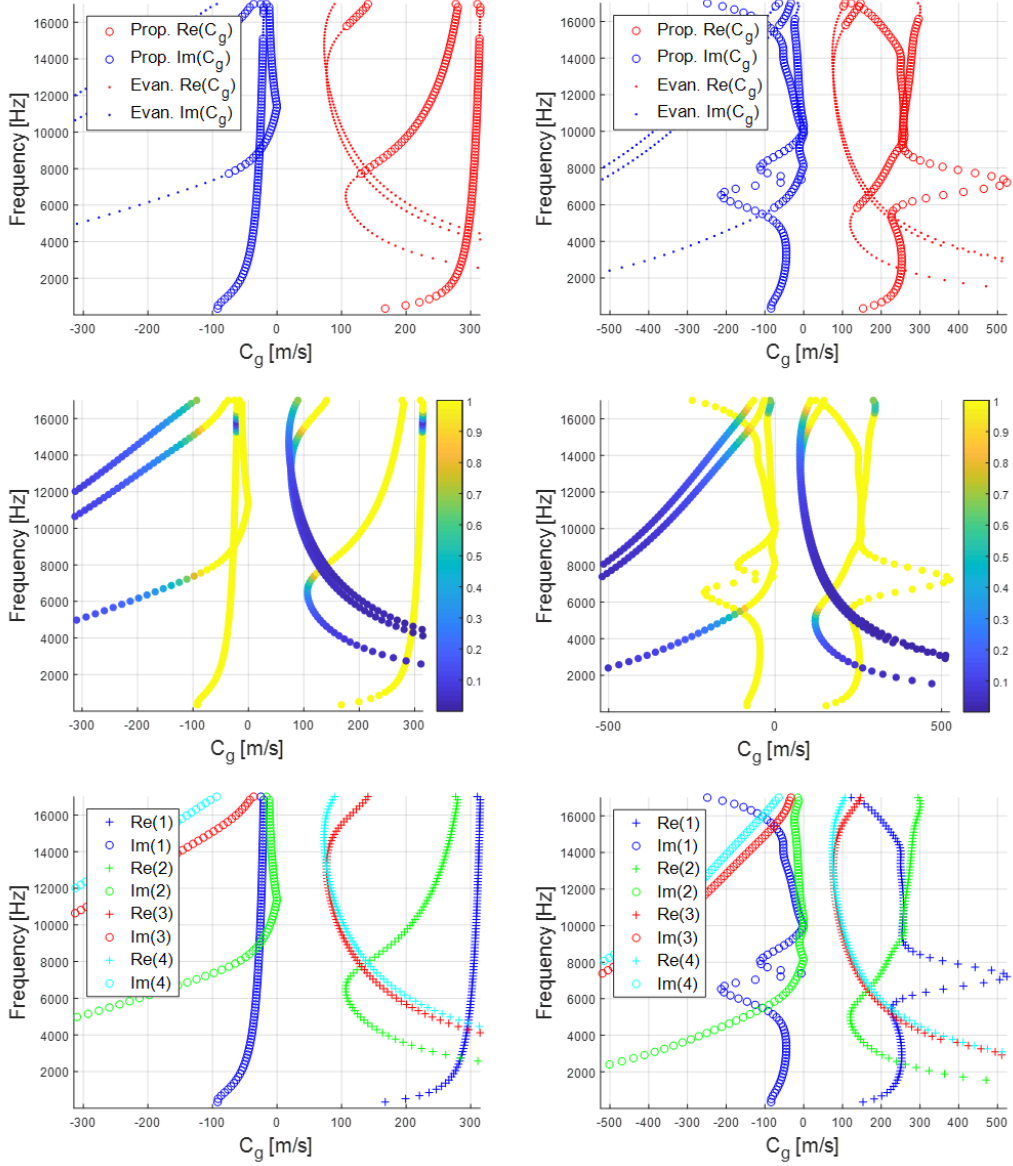 Frequency [Hz]
16000
14000
12000
10000
8000
6000
4000
2000
Prop. Re(Cg)
Prop. Im(Cg)
Evan. Re(Cg)
Evan. Im(Cg)
-300 -200 -100 0 100 200 300
Cg [m/s]
Frequency [Hz]
16000
14000
12000
10000
8000
6000
4000
2000
Prop. Re(Cg)
Prop. Im(Cg)
Evan. Re(Cg)
Evan. Im(Cg)
-500 -400 -300 -200 -100 0 100 200 300 400 500
Cg [m/s]
Frequency [Hz]
16000
14000
12000
10000
8000
6000
4000
2000
-300 -200 -100 0 100 200 300
Cg [m/s]
1
0.9
0.8
0.7
0.6
0.5
0.4
0.3
0.2
0.1
Frequency [Hz]
16000
14000
12000
10000
8000
6000
4000
2000
-500 0 500
Cg [m/s]
1
0.9
0.8
0.7
0.6
0.5
0.4
0.3
0.2
0.1
Frequency [Hz]
16000
14000
12000
10000
8000
6000
4000
2000
Re(1)
Im(1)
Re(2)
Im(2)
Re(3)
Im(3)
Re(4)
Im(4)
-300 -200 -100 0 100 200 300
Cg [m/s]
Frequency [Hz]
16000
14000
12000
10000
8000
6000
4000
2000
Re(1)
Im(1)
Re(2)
Im(2)
Re(3)
Im(3)
Re(4)
Im(4)
-500 -400 -300 -200 -100 0 100 200 300 400 500
Cg [m/s]